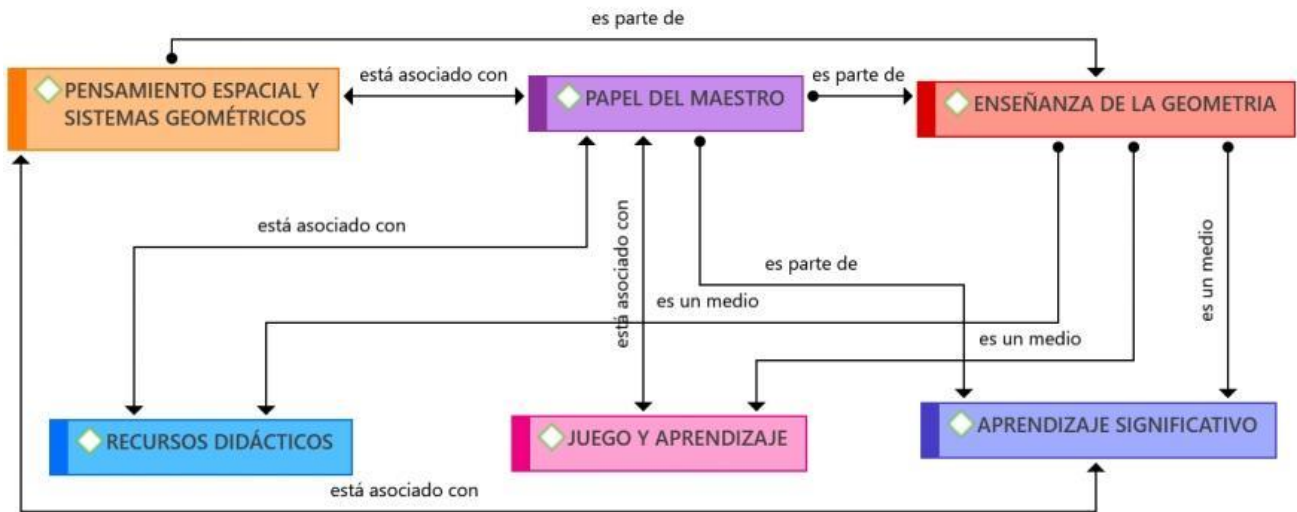 es parte de
PENSAMIENTO ESPACIAL Y
SISTEMAS GEOMÉTRICOS
está asociado con
PAPEL DEL MAESTRO
es parte de
ENSEÑANZA DE LA GEOMETRIA
está asociado con
está asociado con
es parte de
es un medio
es un medio
es un medio
RECURSOS DIDÁCTICOS
JUEGO Y APRENDIZAJE
APRENDIZAJE SIGNIFICATIVO
está asociado con